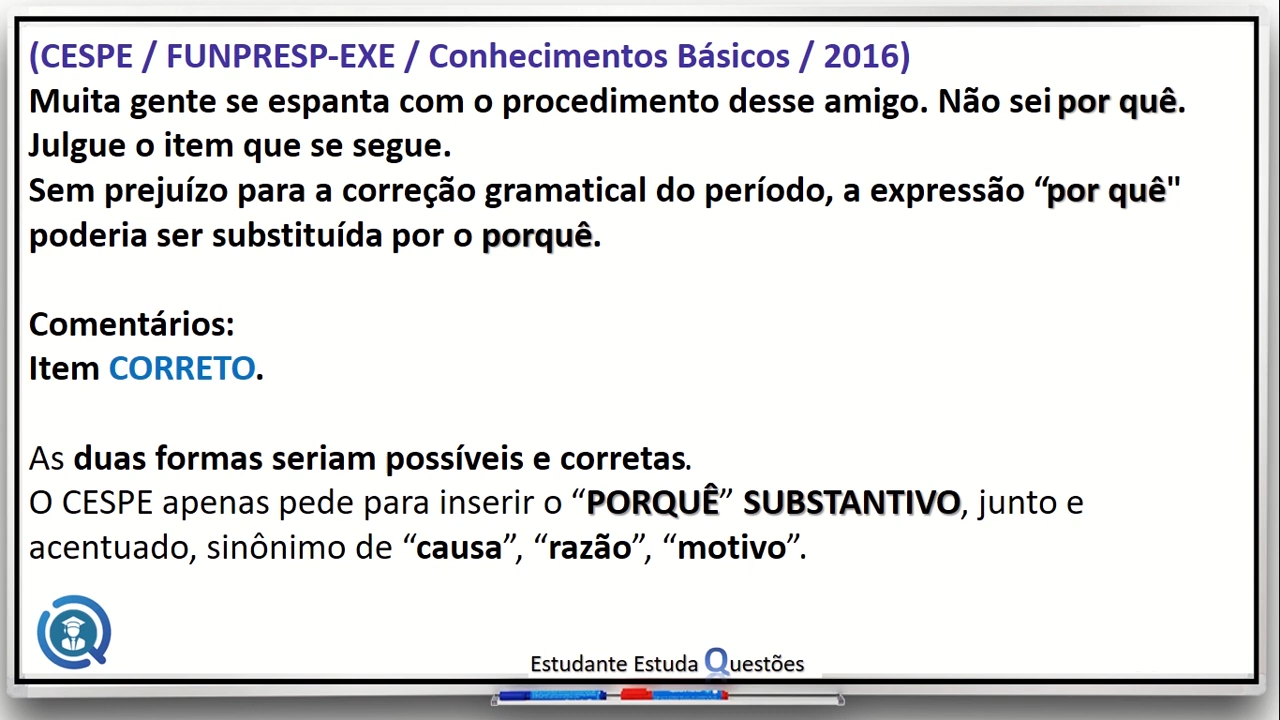 (CESPE / FUNPRESP-EXE / Conhecimentos Básicos / 2016)
Muita gente se espanta com o procedimento desse amigo. Não sei por quê.
Julgue o item que se segue.
Sem prejuízo para a correção gramatical do período, a expressão “por quê"
poderia ser substituída por o porquê.
Comentários:
Item CORRETO.
As duas formas seriam possíveis e corretas.
O CESPE apenas pede para inserir o “PORQUÊ” SUBSTANTIVO, junto e
acentuado, sinônimo de “causa”, “razão”, “motivo”.
Estudante Estuda Questões